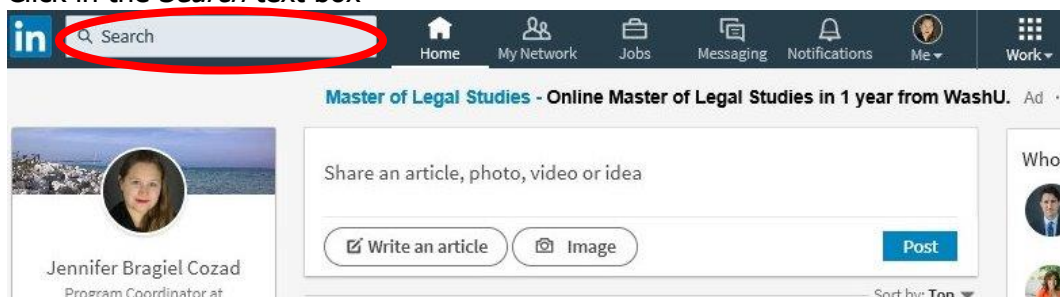 Click in the Search text box
in Search Home My Network Jobs Messaging Notifications Me Work
Master of Legal Studies - Online Master of Legal Studies in 1 year from WashU. Ad ·
Share an article, photo, video or idea
Who
Write an article Image Post
Jennifer Bragiel Cozad
Program Coordinator at
Sort by: Top